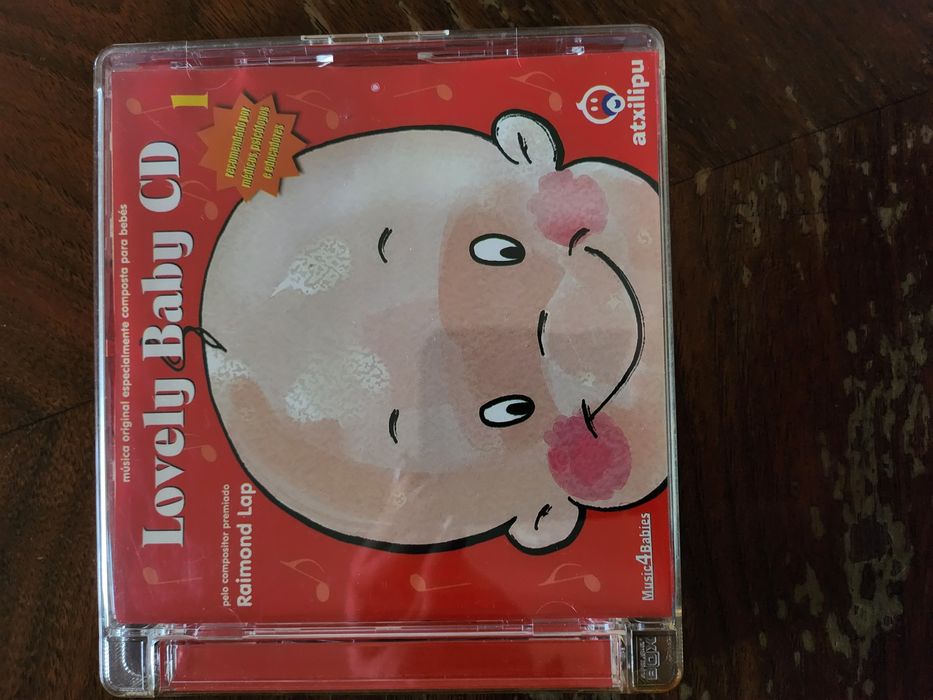 música original especialmente composta para bebés
Lovely Baby CD 1
recomendado por
médicos, psicólogos
e educadores
pelo compositor premiado
Raimond Lap
atxilipu
Music4Babies